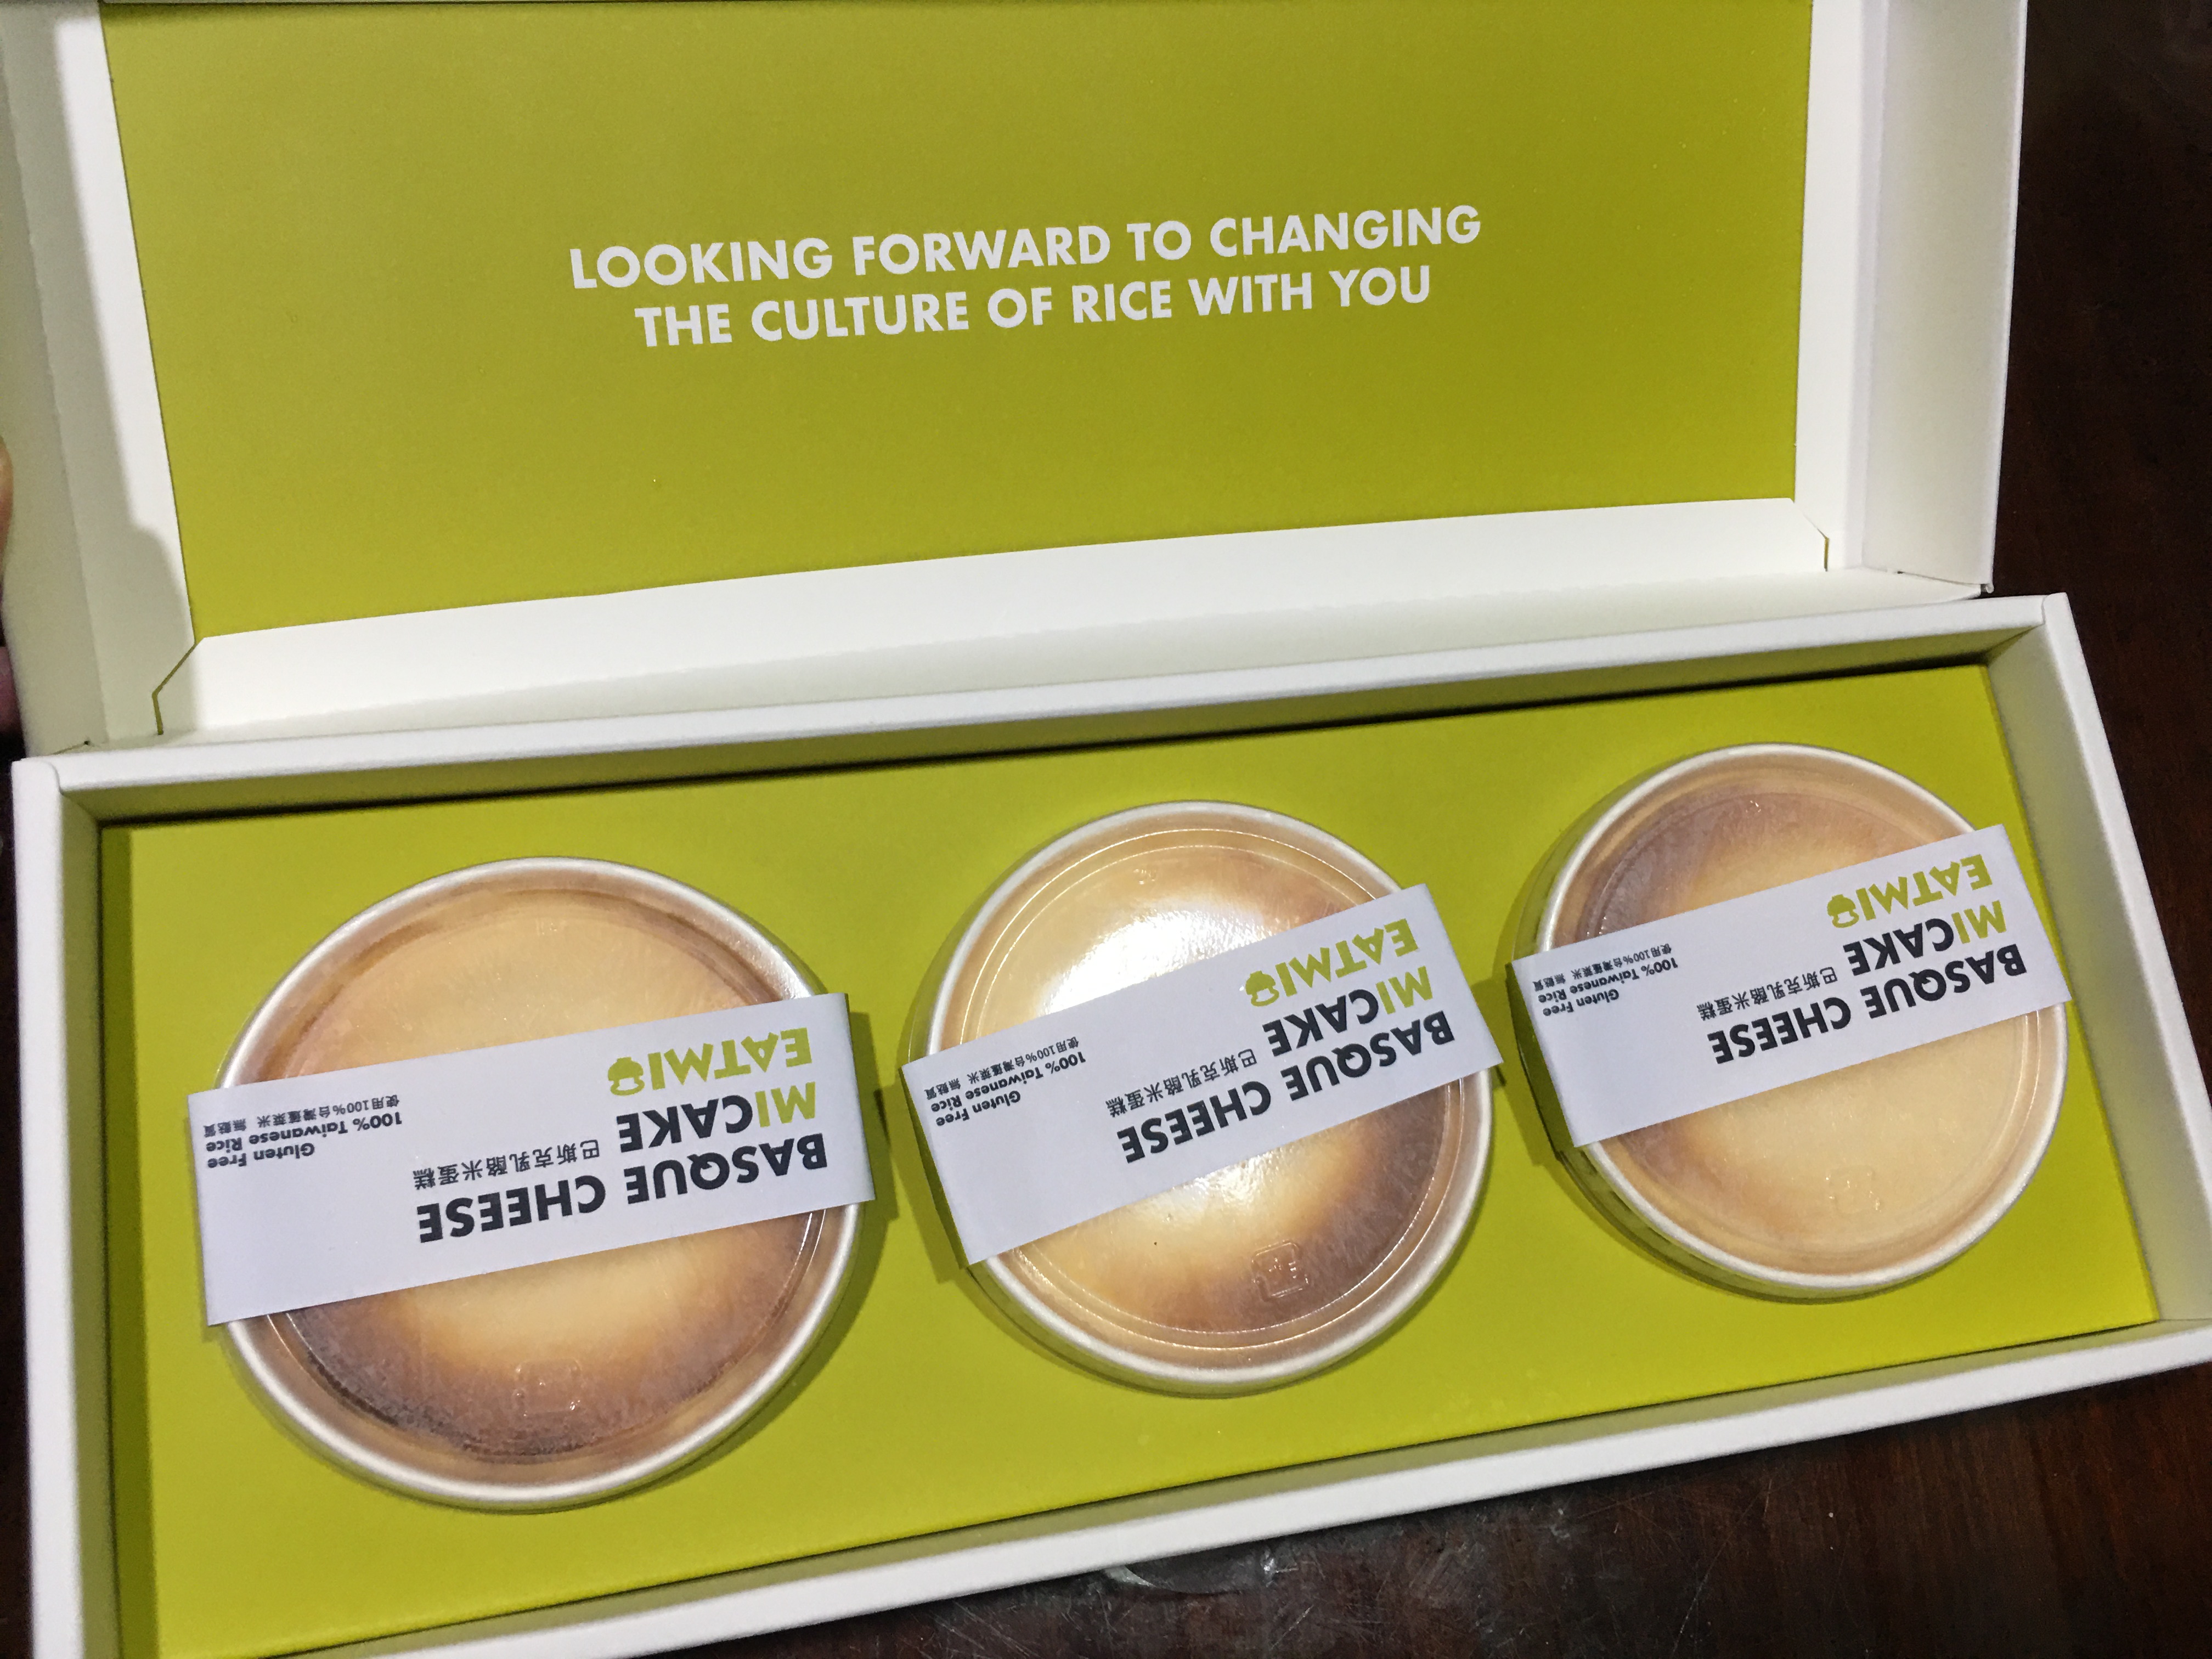 LOOKING FORWARD TO CHANGING
THE CULTURE OF RICE WITH YOU
BASQUE CHEESE
MICAKE 巴斯克乳酪米蛋糕
EATMI
Gluten Free
100% Taiwanese Rice
使用100%台灣蓬萊米 無麩質
BASQUE CHEESE
MICAKE 巴斯克乳酪米蛋糕
EATMI
Gluten Free
100% Taiwanese Rice
使用100%台灣蓬萊米 無麩質
BASQUE CHEESE
MICAKE 巴斯克乳酪米蛋糕
EATMI
Gluten Free
100% Taiwanese Rice
使用100%台灣蓬萊米 無麩質